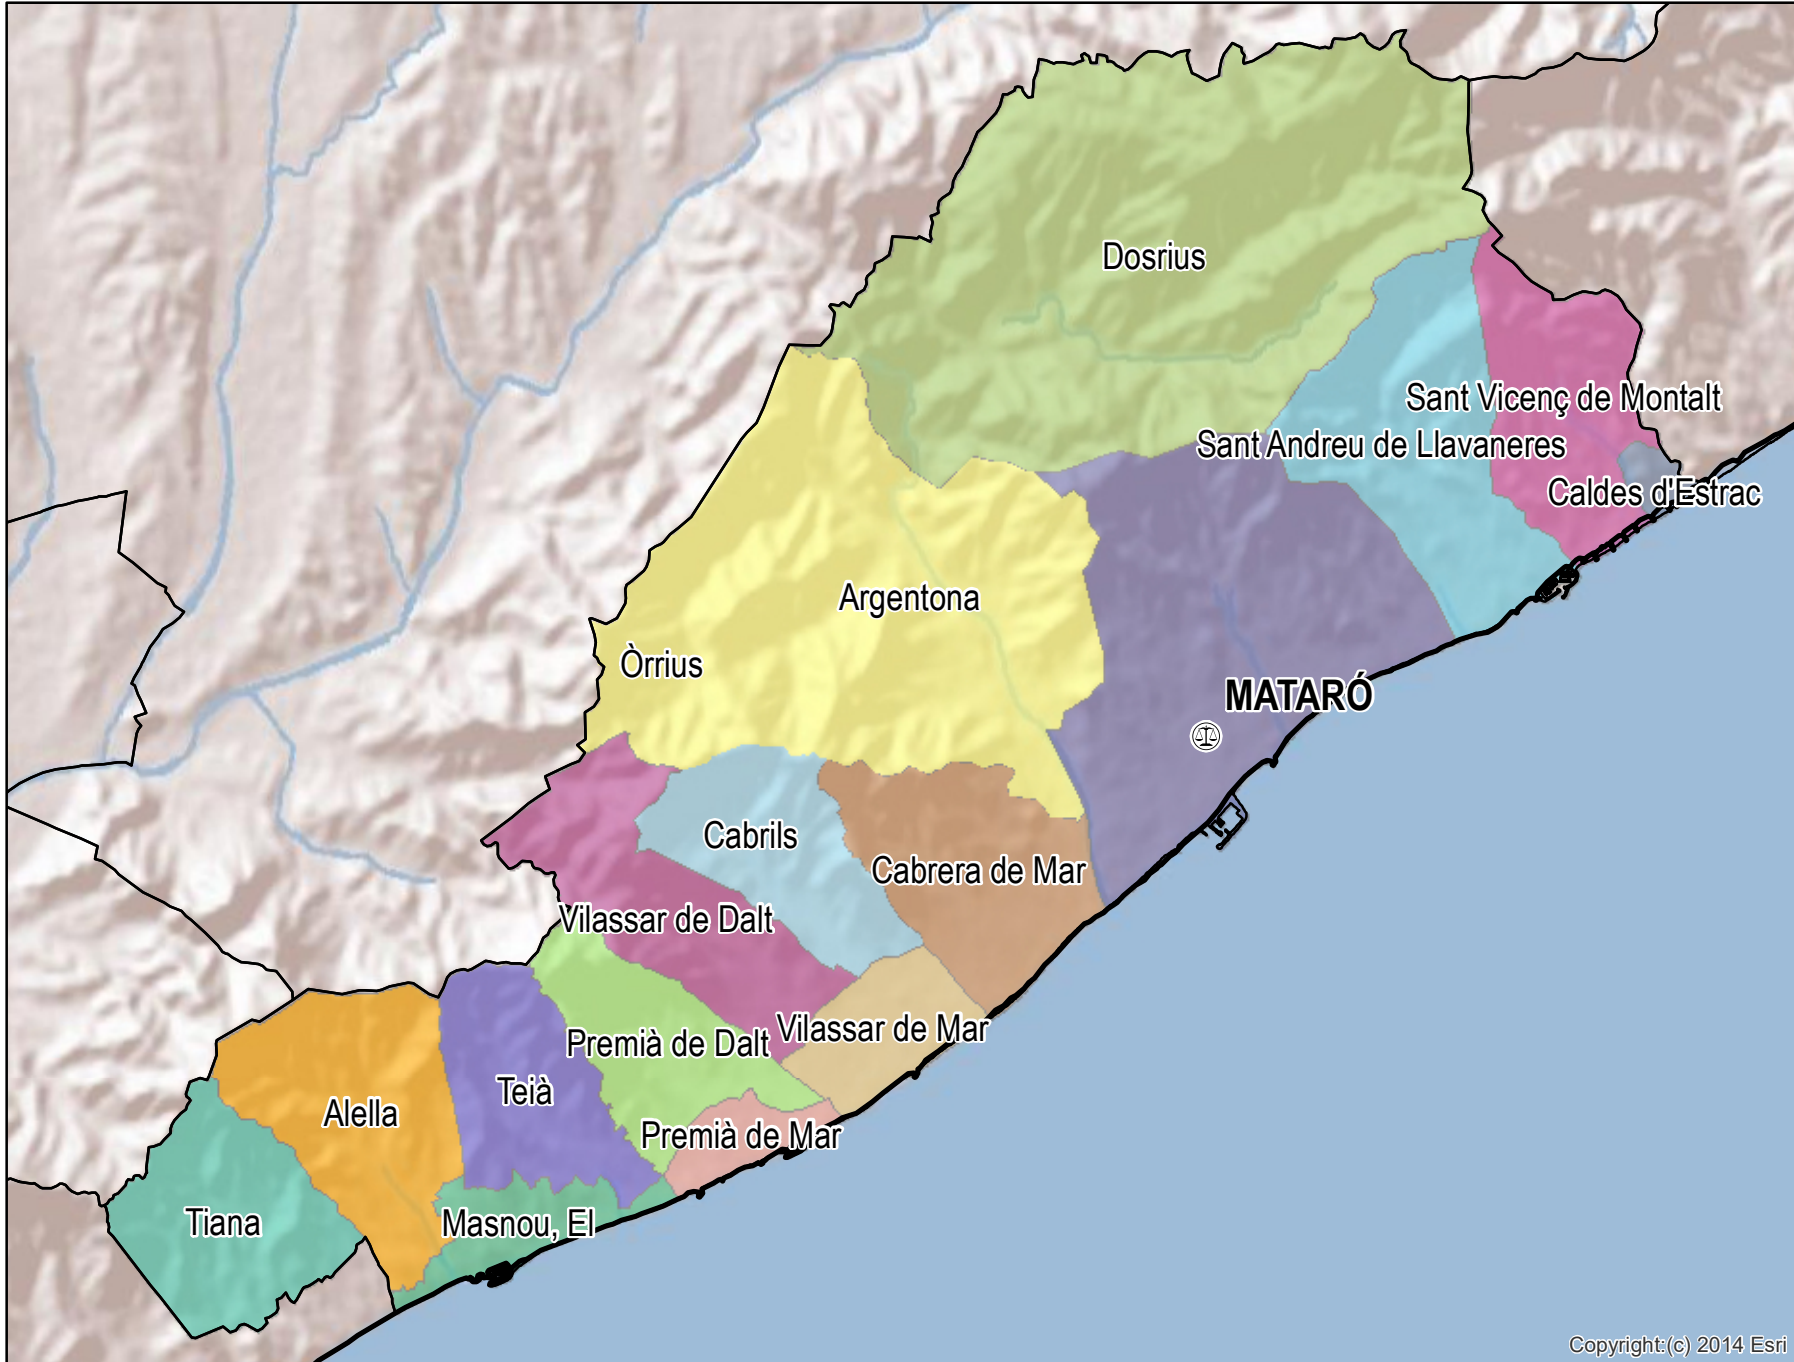 Dosrius
Sant Vicenç de Montalt
Sant Andreu de Llavaneres
Caldes d'Estrac
Argentona
Òrrius
MATARÓ
Cabrils
Cabrera de Mar
Vilassar de Dalt
Vilassar de Mar
Premià de Dalt
Teià
Alella
Premià de Mar
Tiana
Masnou, El
Copyright:(c) 2014 Esri